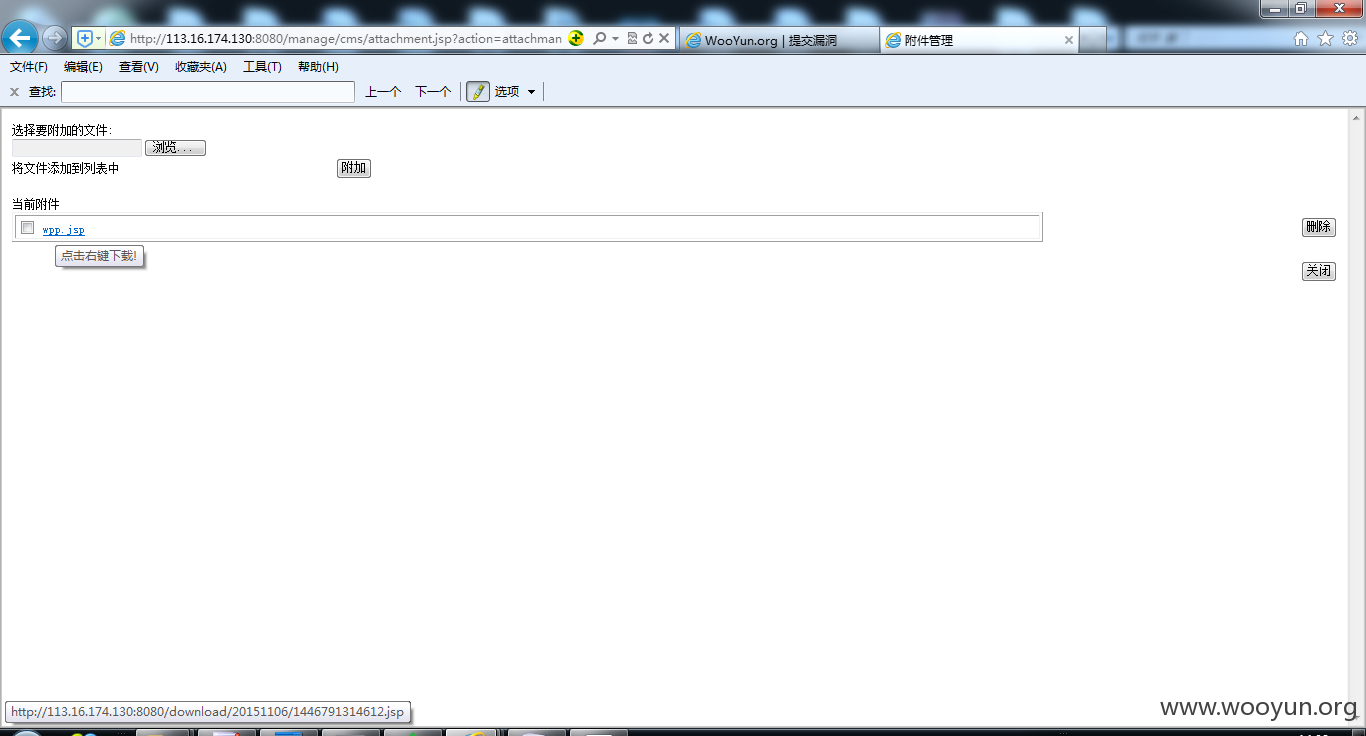 http://113.16.174.130:8080/manage/cms/attachment.jsp?action=attachman
WooYun.org | 提交漏洞
附件管理
文件(F) 编辑(E) 查看(V) 收藏夹(A) 工具(T) 帮助(H)
查找: 上一个 下一个 选项
选择要附加的文件:
浏览...
将文件添加到列表中 附加
当前附件
wpp.jsp 删除
点击右键下载!
关闭
www.wooyun.org
http://113.16.174.130:8080/download/20151106/1446791314612.jsp